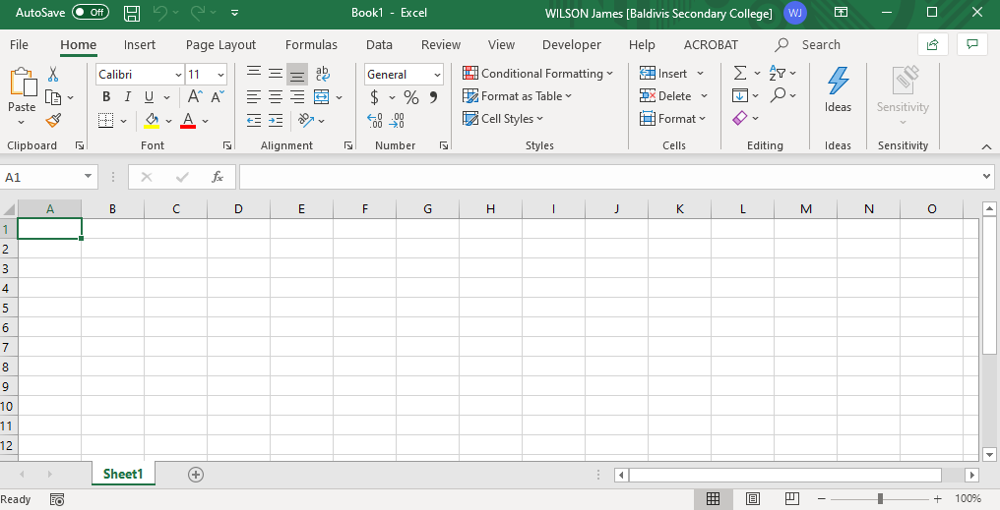 AutoSave Off Book1 - Excel WILSON James [Baldivis Secondary College] WJ
File Home Insert Page Layout Formulas Data Review View Developer Help ACROBAT Search
Calibri 11 ab General Conditional Formatting Insert Σ
Paste B I U A A $ % , Format as Table Delete Ideas Sensitivity
A .00 .00 Cell Styles Format
Clipboard Font Alignment Number Styles Cells Editing Ideas Sensitivity
A1 fx
A B C D E F G H I J K L M N O
1
2
3
4
5
6
7
8
9
10
11
12
Sheet1
Ready 100%